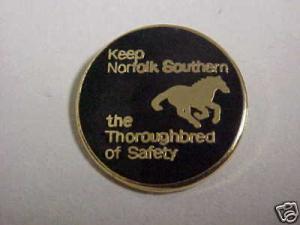 Keep
Norfolk Southern
the
Thoroughbred
of Safety